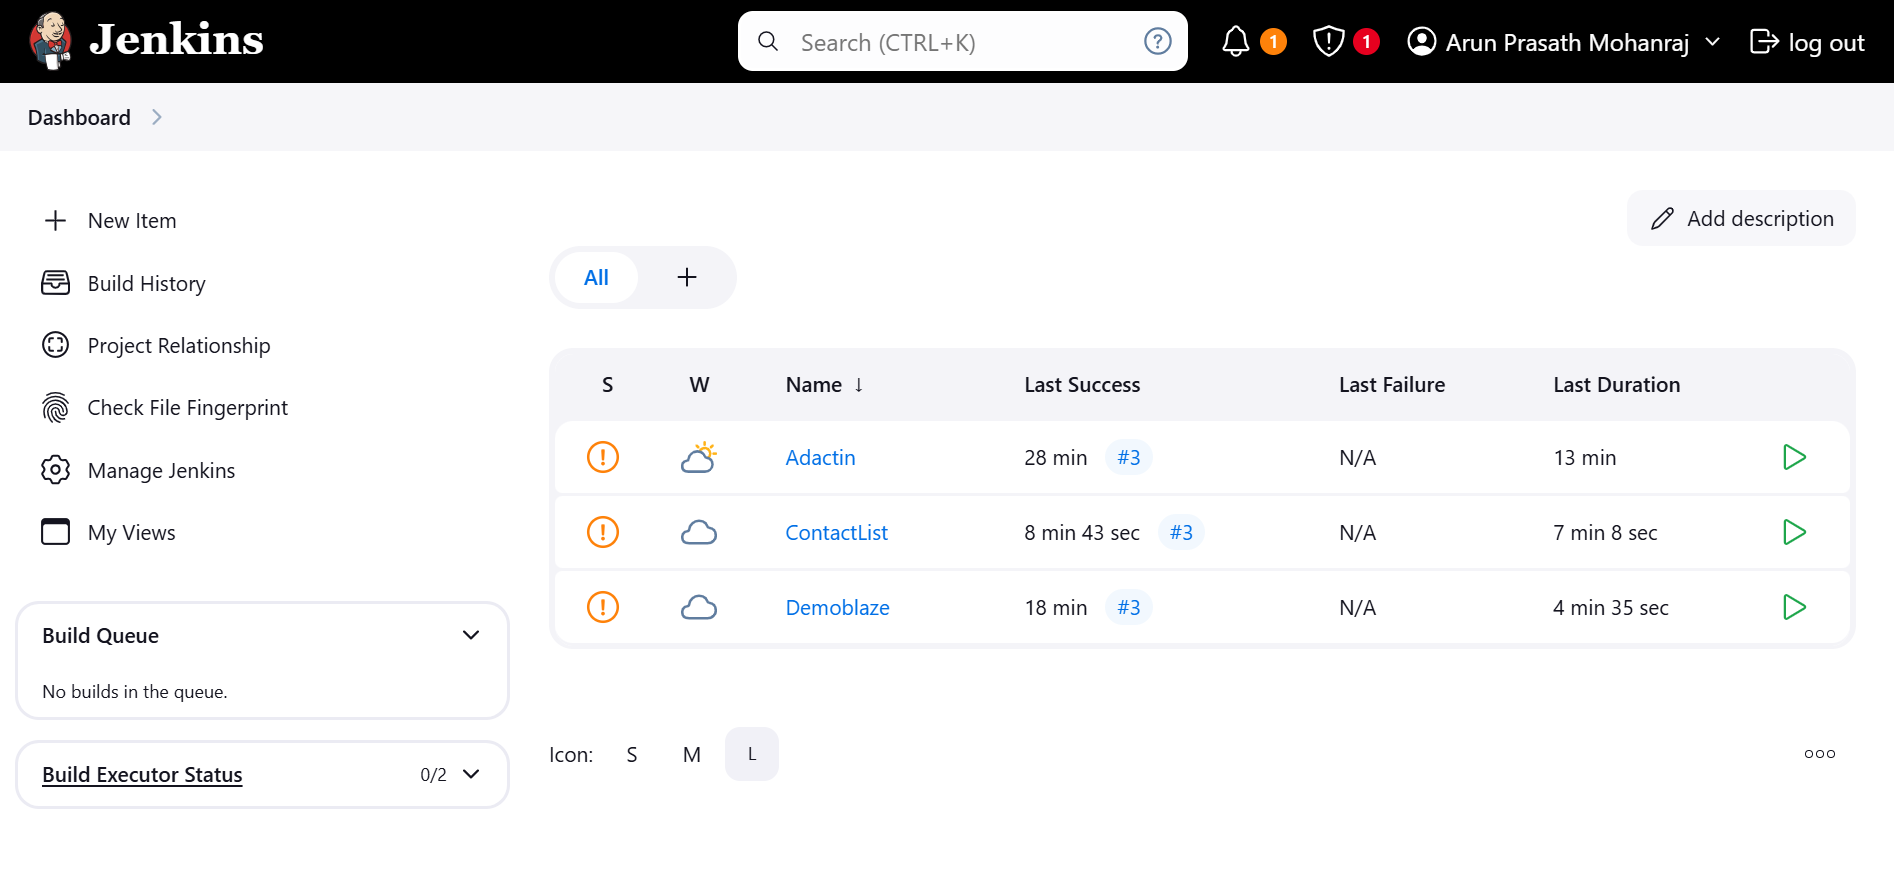 Jenkins
Search (CTRL+K)
?
1
1
Arun Prasath Mohanraj
log out
Dashboard
New Item
Build History
Project Relationship
Check File Fingerprint
Manage Jenkins
My Views
Build Queue
No builds in the queue.
Build Executor Status 0/2
Add description
All +
S W Name ↓ Last Success Last Failure Last Duration
Adactin 28 min #3 N/A 13 min
ContactList 8 min 43 sec #3 N/A 7 min 8 sec
Demoblaze 18 min #3 N/A 4 min 35 sec
Icon: S M L